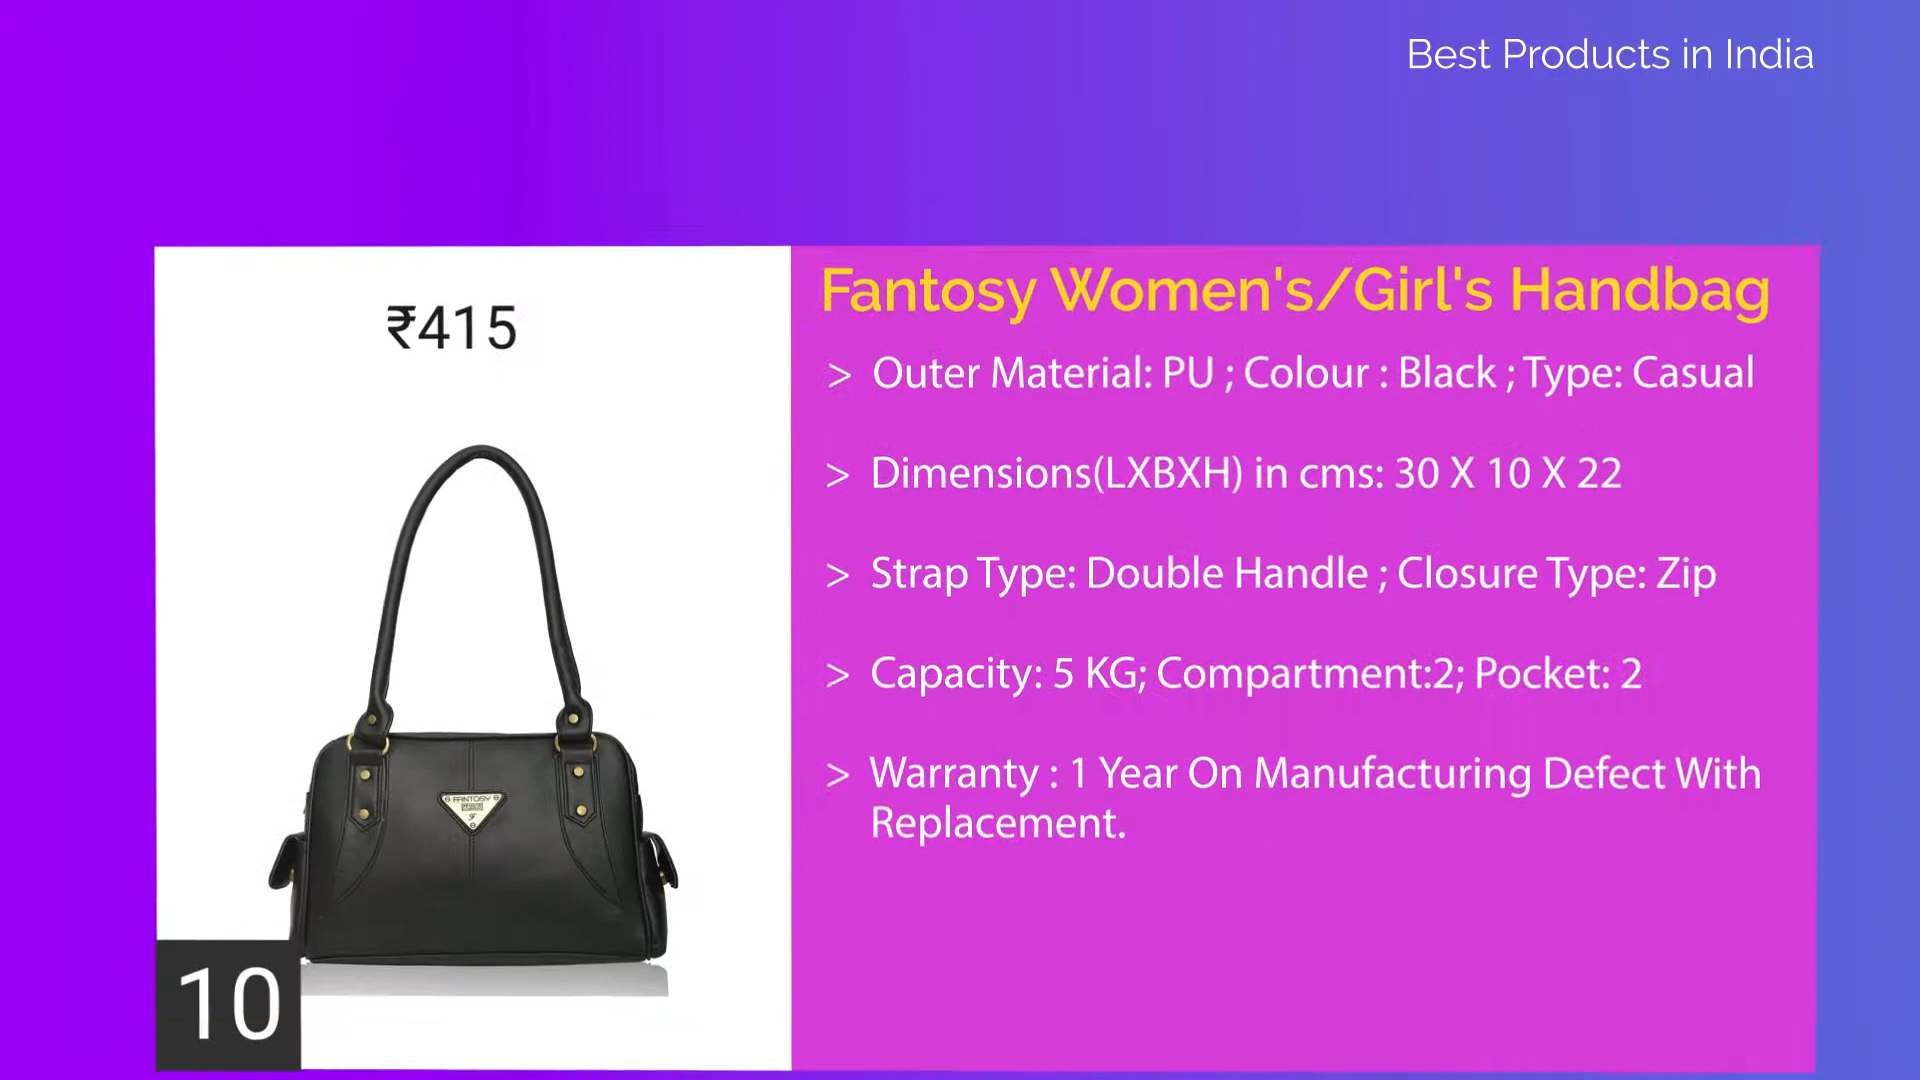 Best Products in India
₹415
FANTOSY
10
Fantosy Women's/Girl's Handbag
> Outer Material: PU ; Colour : Black ; Type: Casual
> Dimensions(LXBXH) in cms: 30 X 10 X 22
> Strap Type: Double Handle ; Closure Type: Zip
> Capacity: 5 KG; Compartment:2; Pocket: 2
> Warranty : 1 Year On Manufacturing Defect With
Replacement.